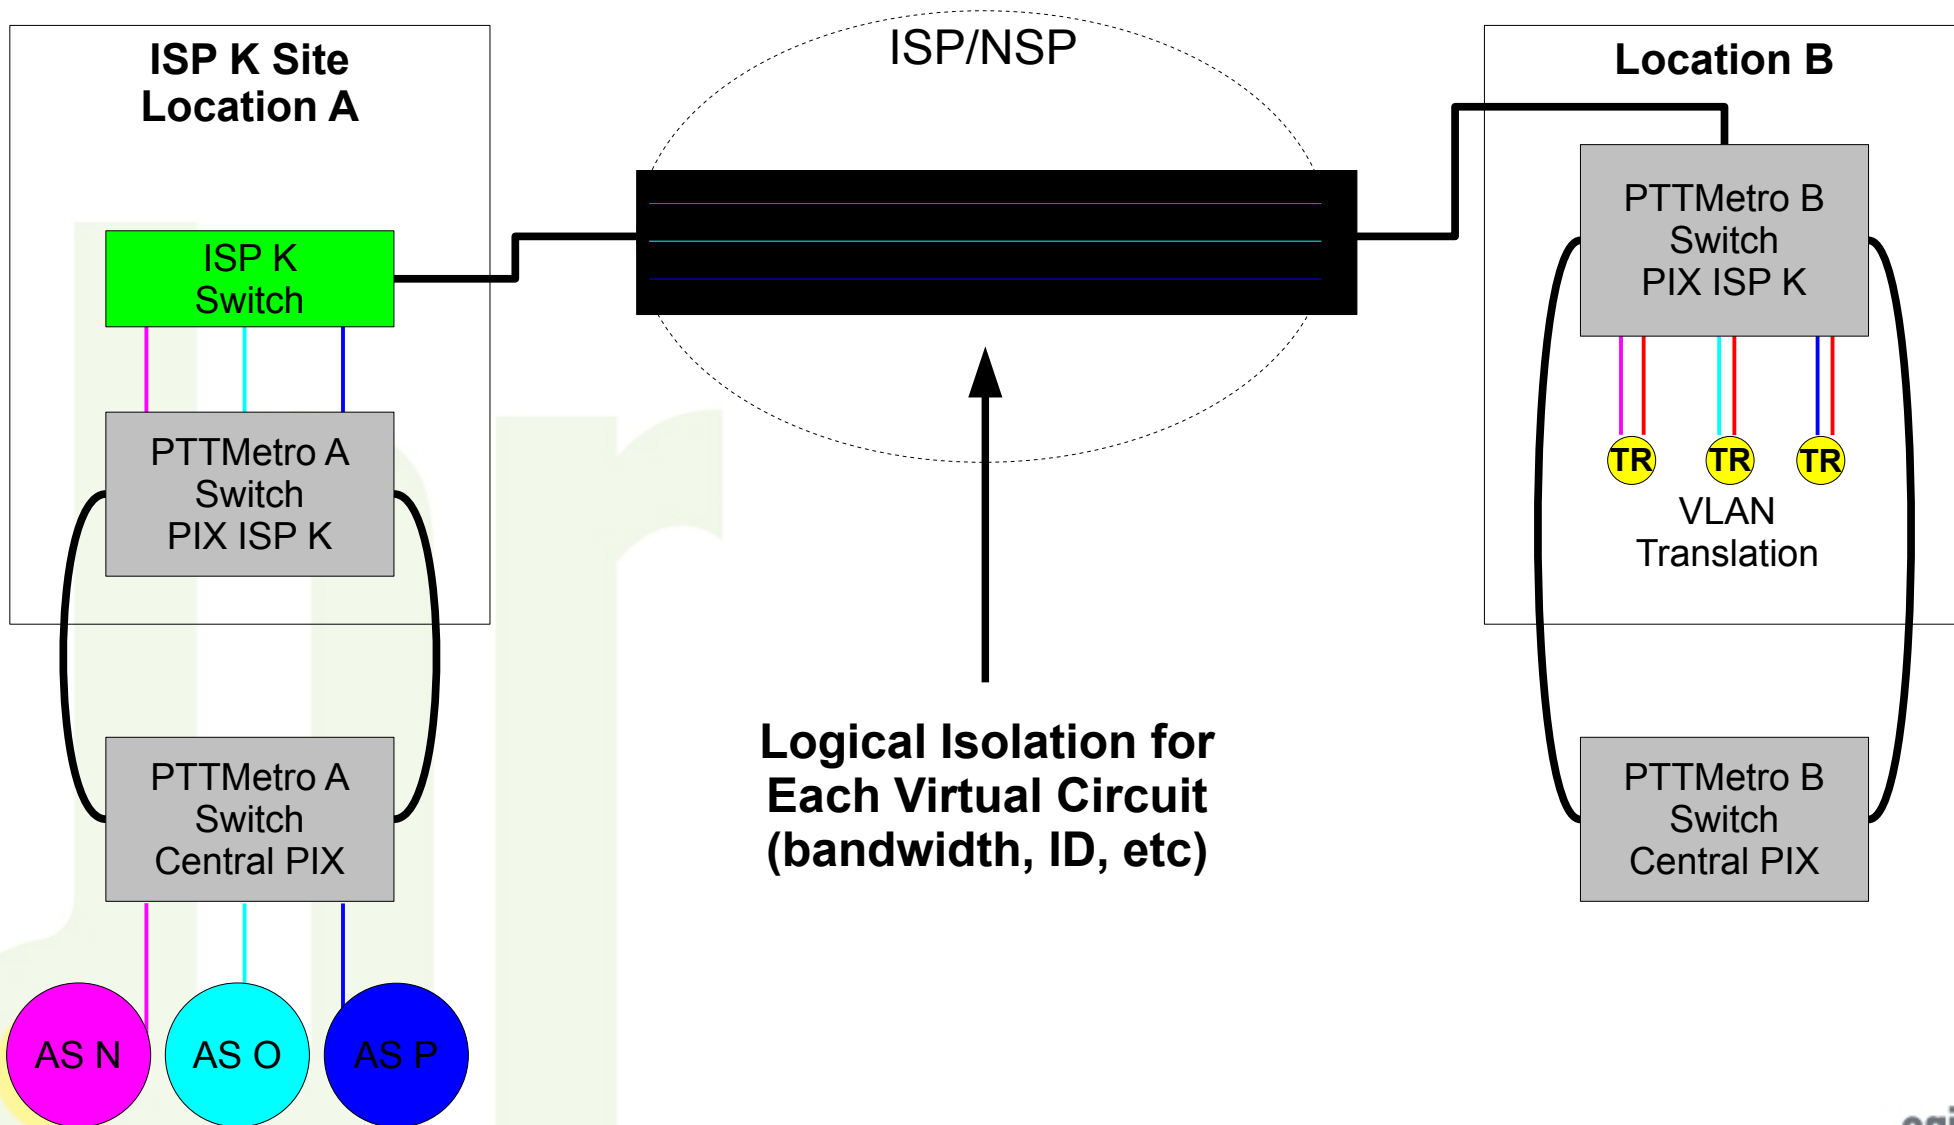 ISP K Site
Location A
ISP K
Switch
PTTMetro A
Switch
PIX ISP K
PTTMetro A
Switch
Central PIX
AS N
AS O
AS P
ISP/NSP
Logical Isolation for
Each Virtual Circuit
(bandwidth, ID, etc)
Location B
PTTMetro B
Switch
PIX ISP K
TR
TR
TR
VLAN
Translation
PTTMetro B
Switch
Central PIX